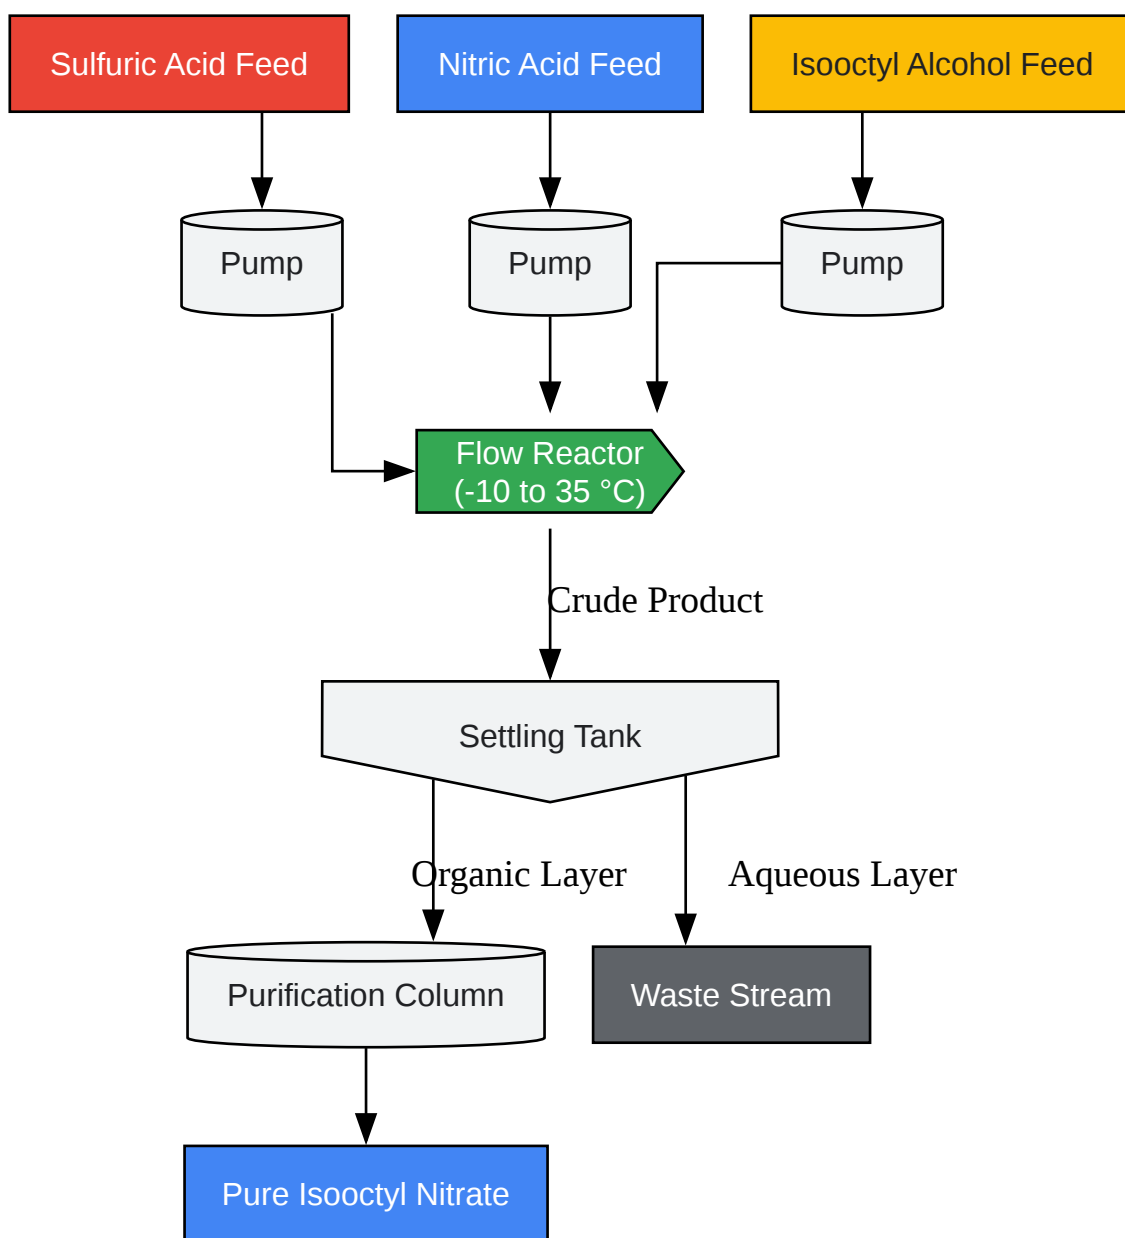 Sulfuric Acid Feed
Nitric Acid Feed
Isooctyl Alcohol Feed
Pump
Pump
Pump
Flow Reactor
(-10 to 35 °C)
Crude Product
Settling Tank
Organic Layer
Aqueous Layer
Purification Column
Waste Stream
Pure Isooctyl Nitrate